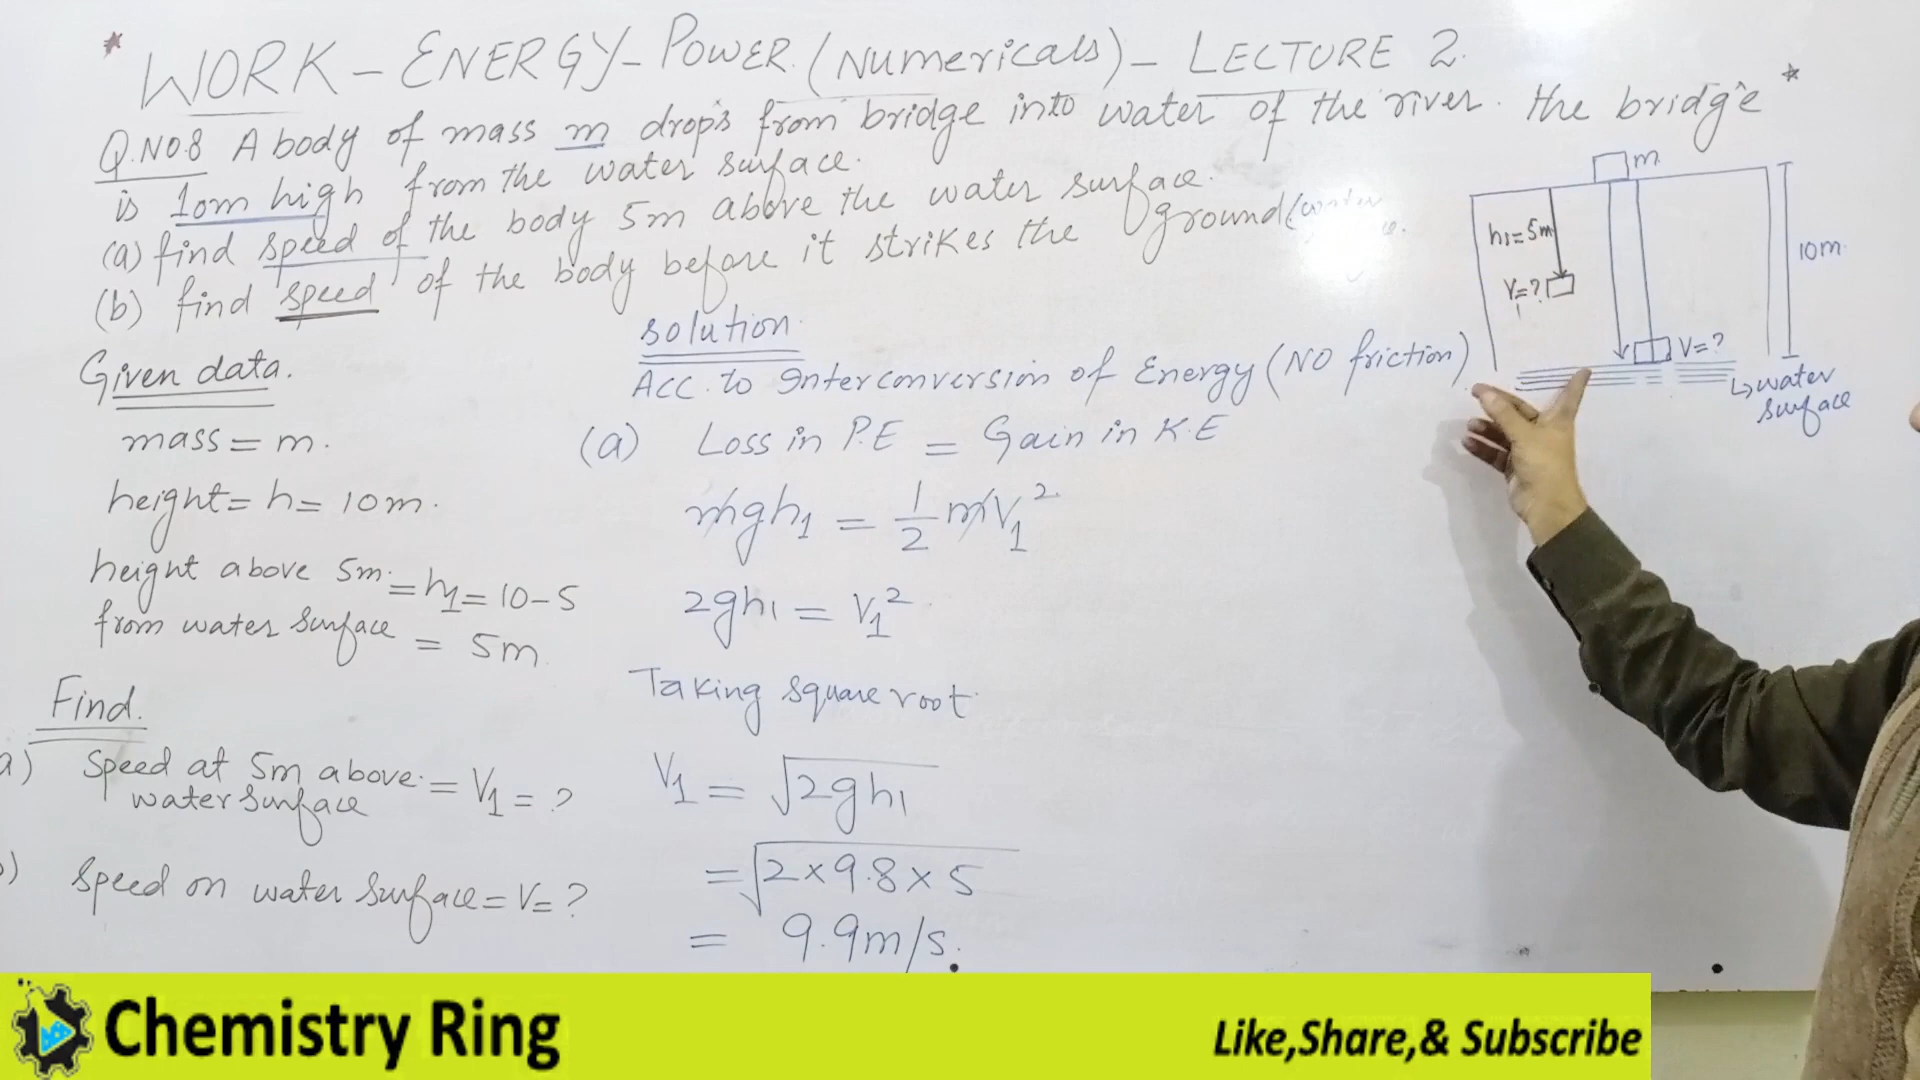 * WORK - ENERGY - POWER. (Numericals) - LECTURE 2. *
Q.NO.8 A body of mass m drops from bridge into water of the river. the bridge
is 10m high from the water surface.
(a) find speed of the body 5m above the water surface.
(b) find speed of the body before it strikes the ground (water
Given data.
mass = m.
height = h = 10m.
height above 5m = h1 = 10-5
from water surface = 5m
Find.
a) Speed at 5m above = V1 = ?
water surface
) Speed on water surface = V = ?
solution.
Acc. to Interconversion of Energy (NO friction)
(a) Loss in P.E = Gain in K.E
mgh1 = 1/2 mV1²
2gh1 = V1²
Taking square root
V1 = √2gh1
= √2×9.8×5
= 9.9m/s.
m
h1=5m
V1=?
10m
V=?
↳water
surface
Chemistry Ring
Like,Share,& Subscribe